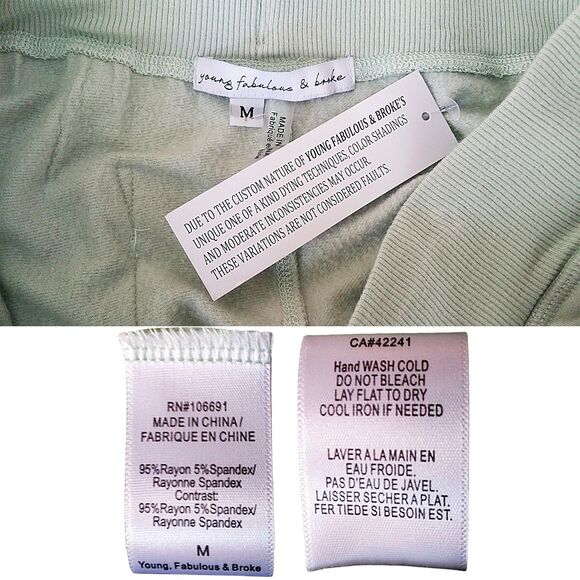 young fabulous & broke
M
MADE IN
DUE TO THE CUSTOM NATURE OF YOUNG FABULOUS & BROKE'S
UNIQUE ONE OF A KIND DYING TECHNIQUES, COLOR SHADINGS
AND MODERATE INCONSISTENCIES MAY OCCUR.
THESE VARIATIONS ARE NOT CONSIDERED FAULTS.
RN#106691
MADE IN CHINA/
FABRIQUE EN CHINE
95%Rayon 5%Spandex/
Rayonne Spandex
Contrast:
95%Rayon 5%Spandex/
Rayonne Spandex
M
Young, Fabulous & Broke
CA#42241
Hand WASH COLD
DO NOT BLEACH
LAY FLAT TO DRY
COOL IRON IF NEEDED
LAVER A LA MAIN EN
EAU FROIDE.
PAS D'EAU DE JAVEL.
LAISSER SECHER A PLAT.
FER TIEDE SI BESOIN EST.